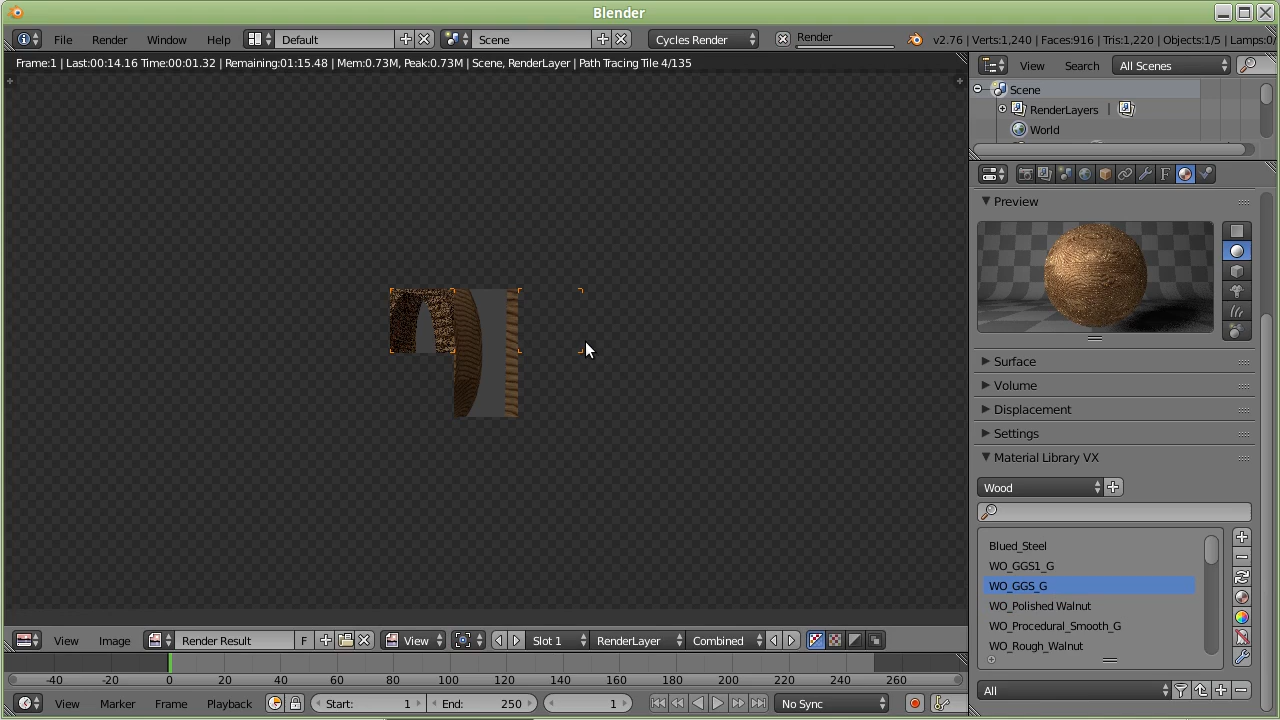 Blender
File Render Window Help Default Scene Cycles Render Render v2.76 | Verts:1,240 | Faces:916 | Tris:1,220 | Objects:1/5 | Lamps:0/
Frame:1 | Last:00:14.16 Time:00:01.32 | Remaining:01:15.48 | Mem:0.73M, Peak:0.73M | Scene, RenderLayer | Path Tracing Tile 4/135
View Search All Scenes
Scene
RenderLayers |
World
F
Preview
Surface
Volume
Displacement
Settings
Material Library VX
Wood
Blued_Steel
WO_GGS1_G
WO_GGS_G
WO_Polished Walnut
WO_Procedural_Smooth_G
WO_Rough_Walnut
All
View Image Render Result F View Slot 1 RenderLayer Combined
-40 -20 0 20 40 60 80 100 120 140 160 180 200 220 240 260
View Marker Frame Playback Start: 1 End: 250 1 No Sync